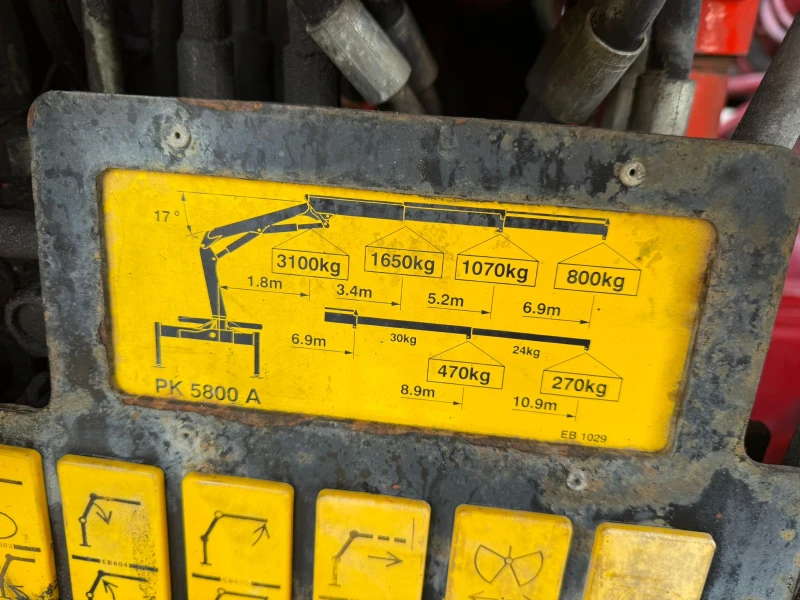 17°
3100kg
1650kg
1070kg
800kg
1.8m
3.4m
5.2m
6.9m
6.9m
30kg
24kg
470kg
270kg
8.9m
10.9m
PK 5800 A
EB 1029
EB604